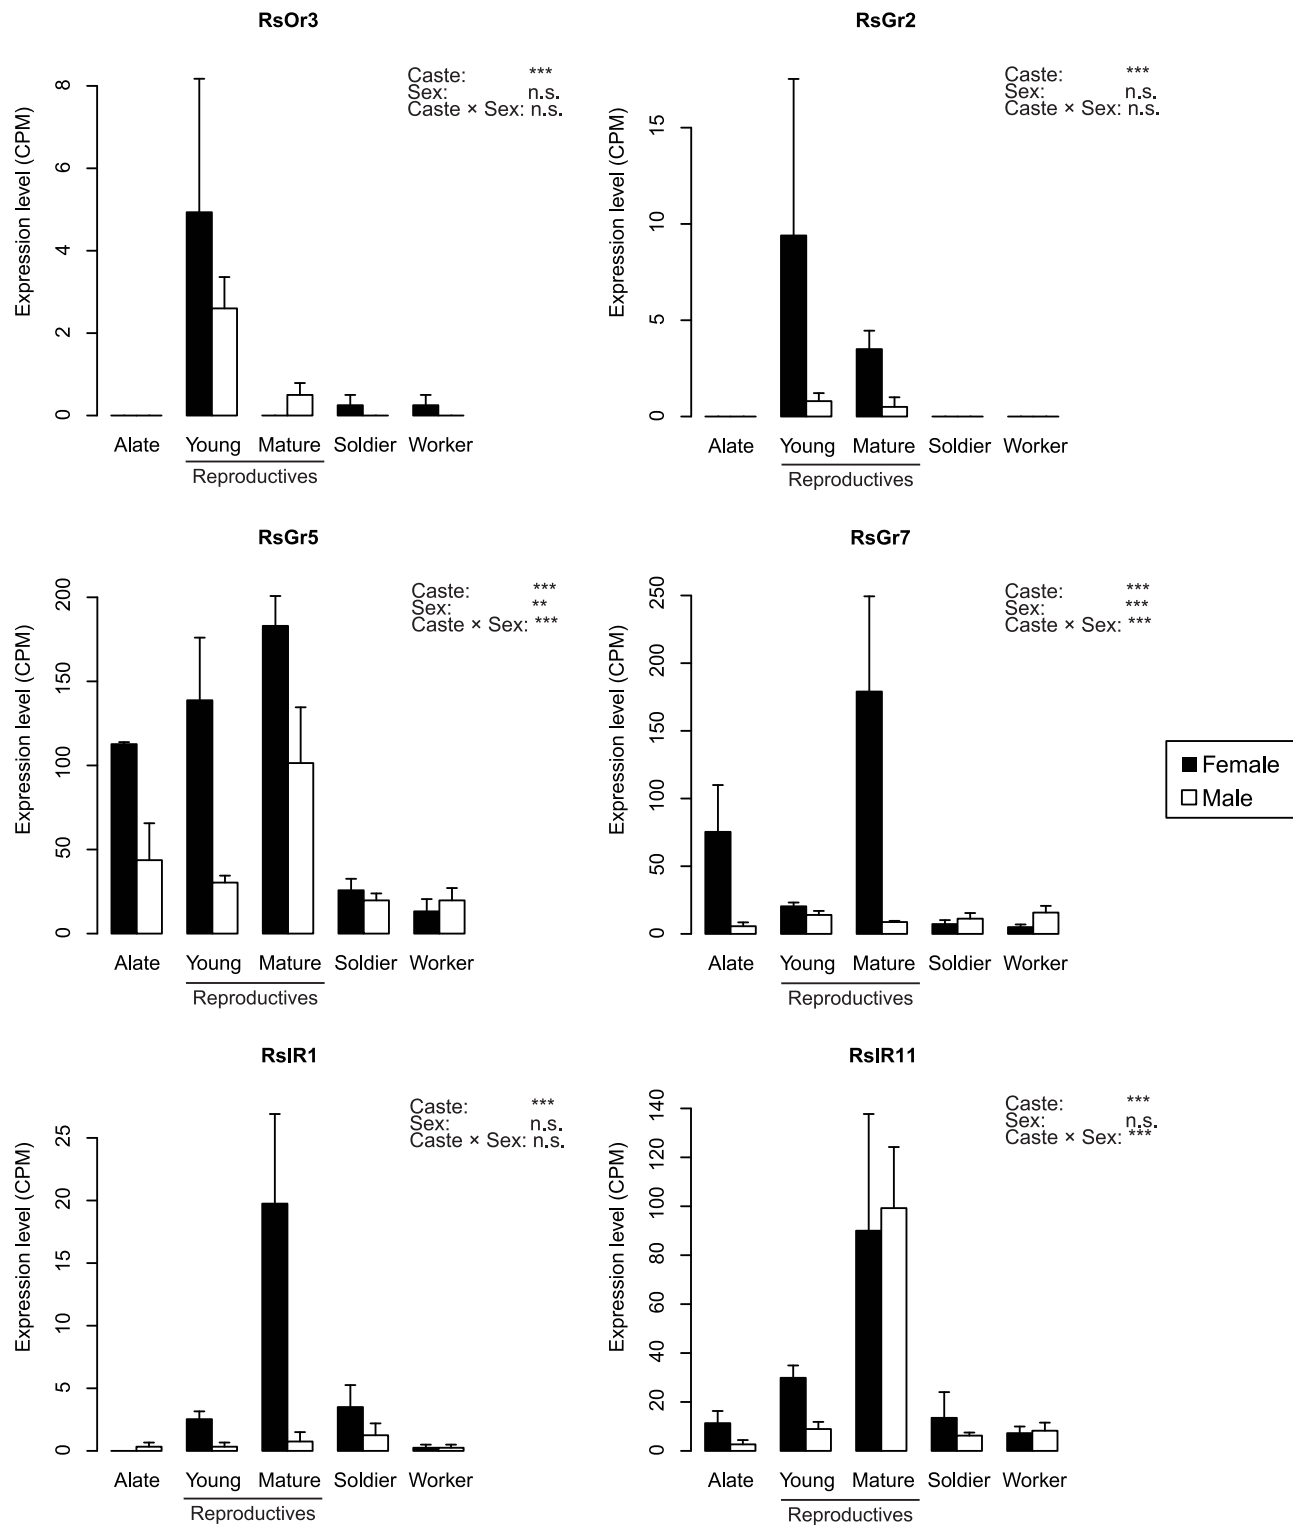 RsOr3
Caste: ***
Sex: n.s.
Caste × Sex: n.s.
Expression level (CPM)
8
6
4
2
0
Alate Young Mature Soldier Worker
Reproductives
RsGr2
Caste: ***
Sex: n.s.
Caste × Sex: n.s.
Expression level (CPM)
15
10
5
0
Alate Young Mature Soldier Worker
Reproductives
RsGr5
Caste: ***
Sex: **
Caste × Sex: ***
Expression level (CPM)
200
150
100
50
0
Alate Young Mature Soldier Worker
Reproductives
RsGr7
Caste: ***
Sex: ***
Caste × Sex: ***
Expression level (CPM)
250
200
150
100
50
0
Alate Young Mature Soldier Worker
Reproductives
Female
Male
RsIR1
Caste: ***
Sex: n.s.
Caste × Sex: n.s.
Expression level (CPM)
25
20
15
10
5
0
Alate Young Mature Soldier Worker
Reproductives
RsIR11
Caste: ***
Sex: n.s.
Caste × Sex: ***
Expression level (CPM)
140
120
100
80
60
40
20
0
Alate Young Mature Soldier Worker
Reproductives